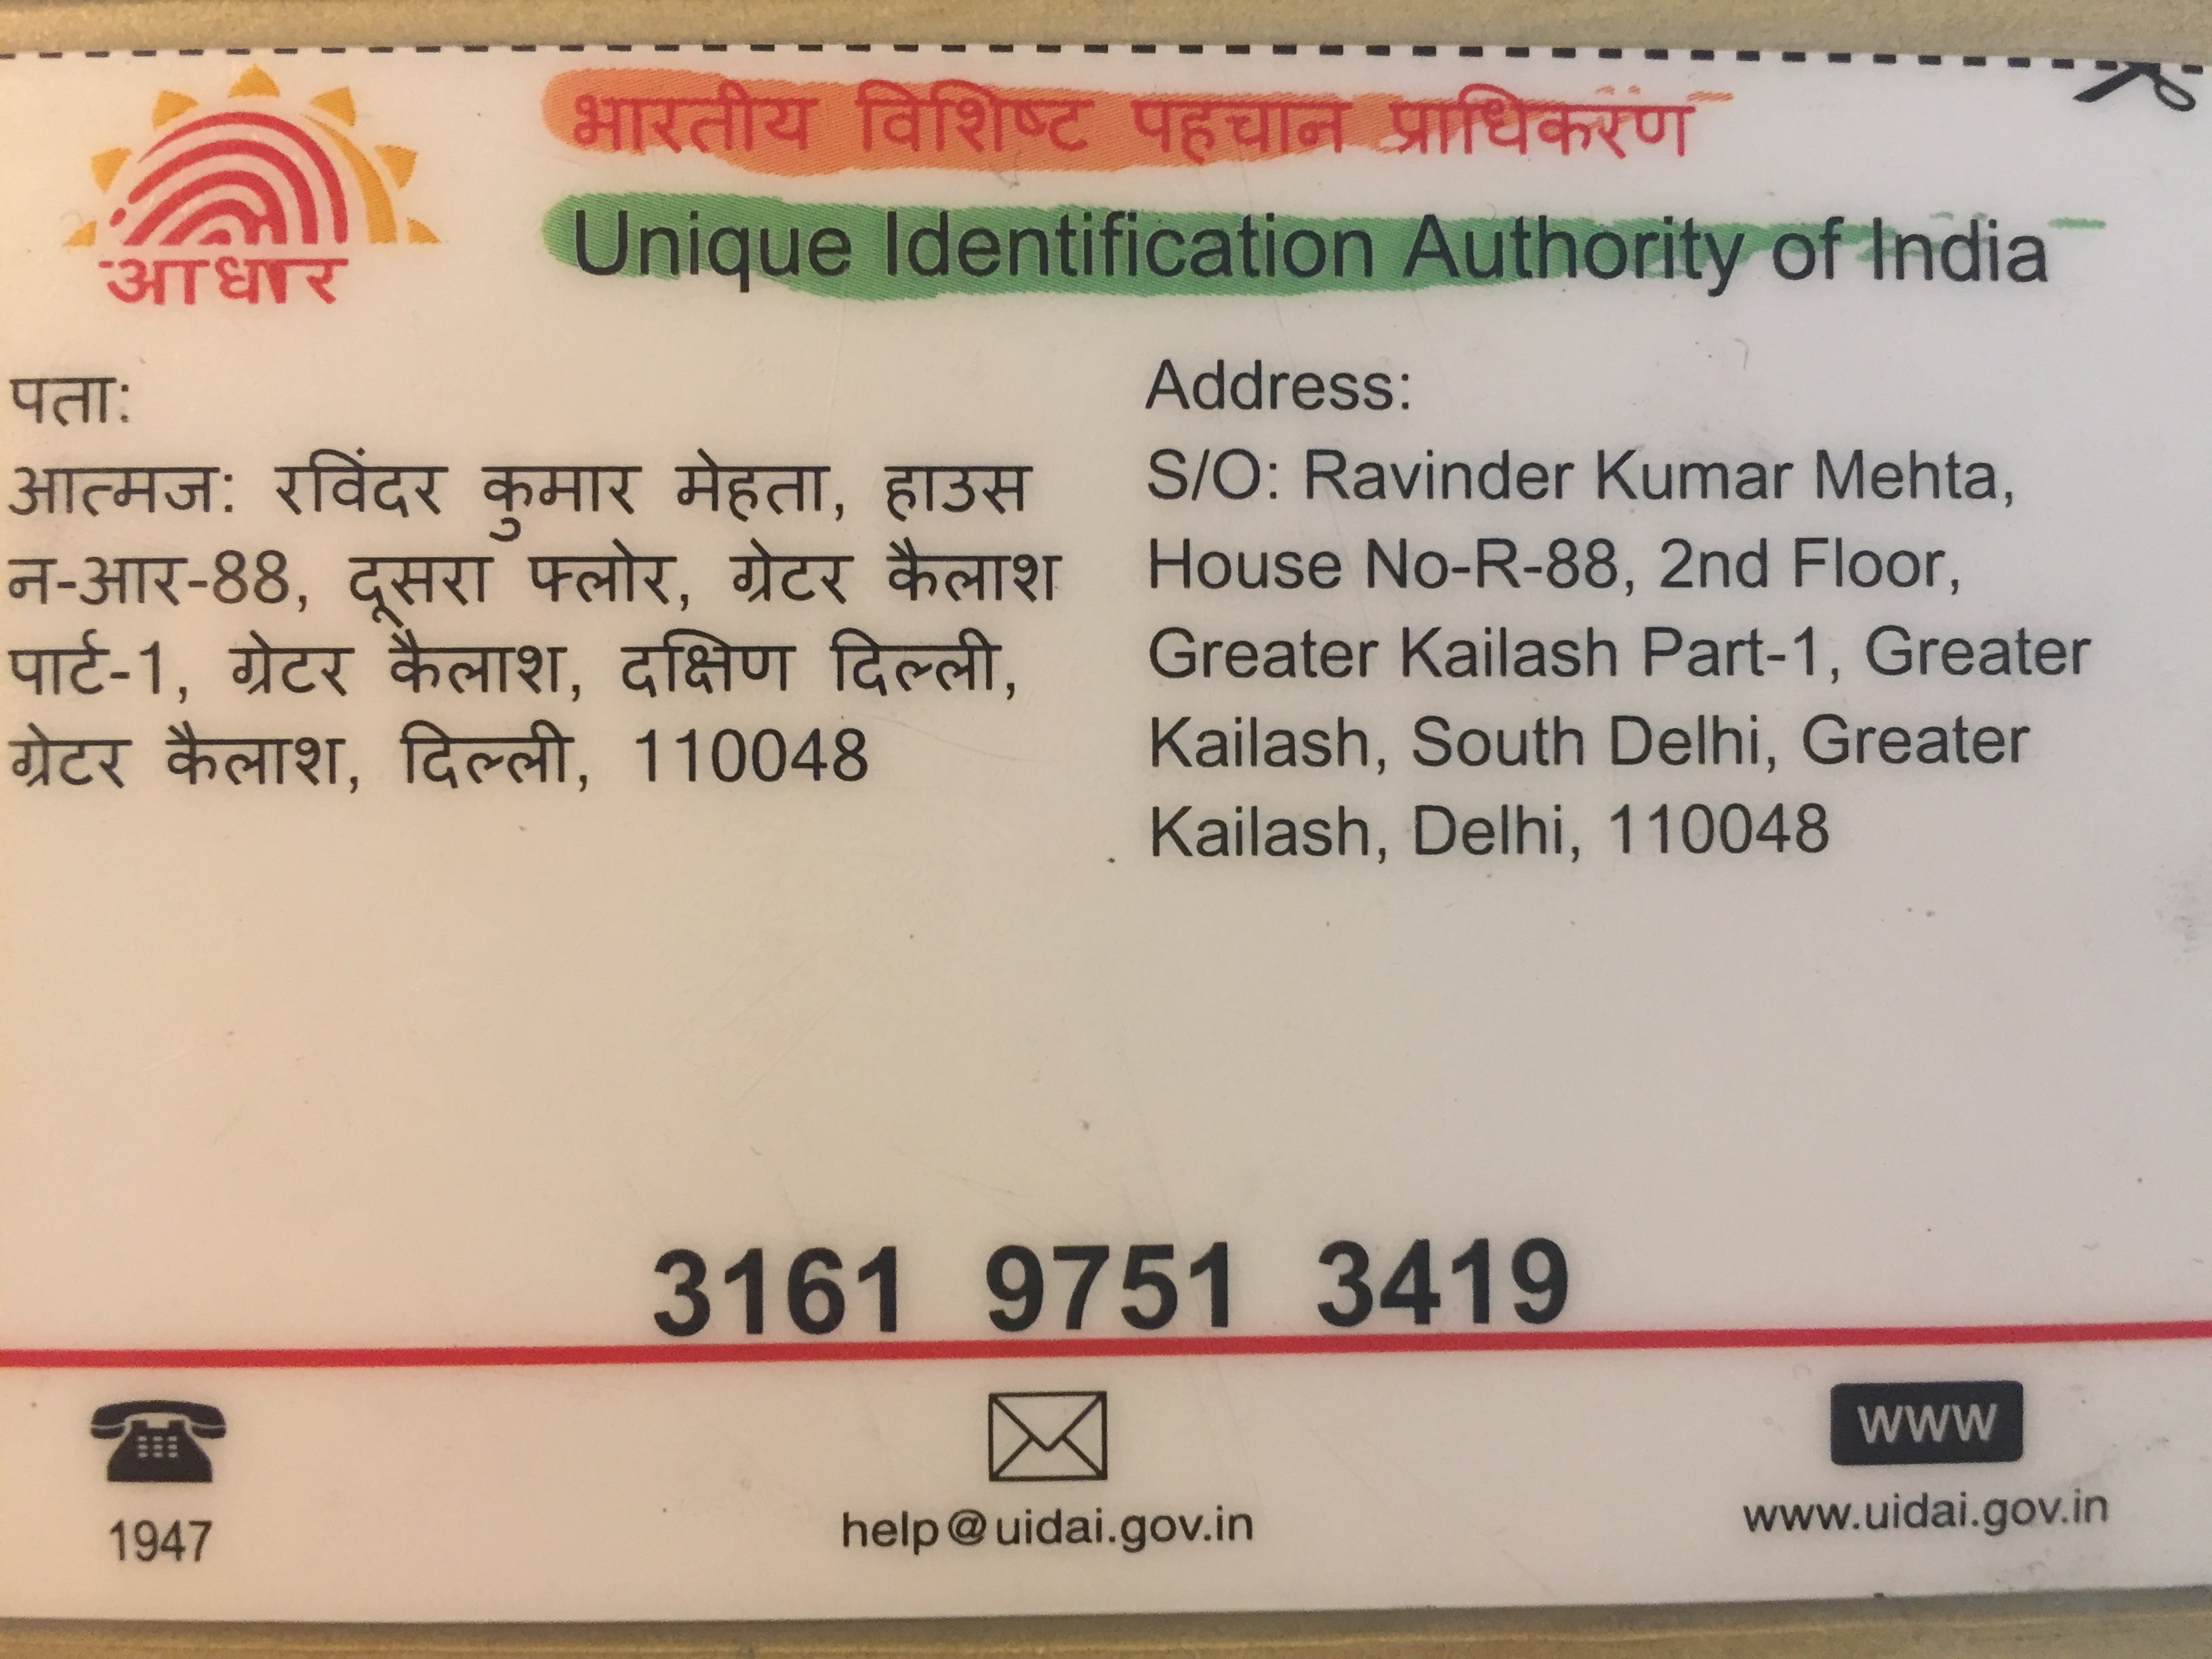 आधार
भारतीय विशिष्ट पहचान प्राधिकरण
Unique Identification Authority of India
पता:
आत्मज: रविंदर कुमार मेहता, हाउस
न-आर-88, दूसरा फ्लोर, ग्रेटर कैलाश
पार्ट-1, ग्रेटर कैलाश, दक्षिण दिल्ली,
ग्रेटर कैलाश, दिल्ली, 110048
Address:
S/O: Ravinder Kumar Mehta,
House No-R-88, 2nd Floor,
Greater Kailash Part-1, Greater
Kailash, South Delhi, Greater
Kailash, Delhi, 110048
3161 9751 3419
1947
help@uidai.gov.in
www
www.uidai.gov.in